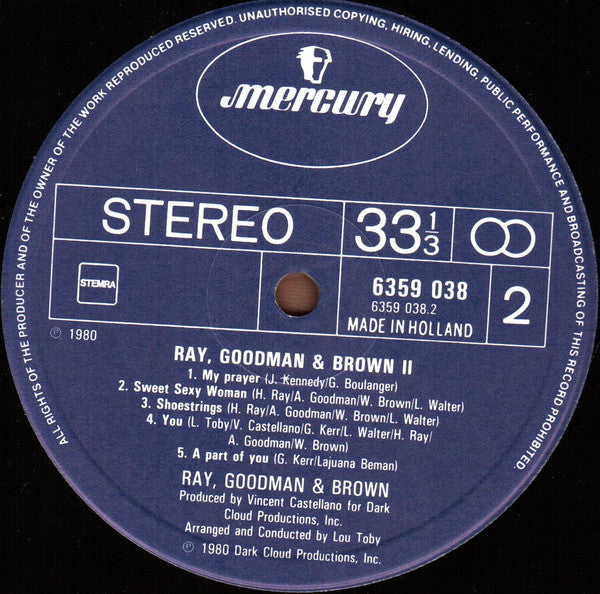 ALL RIGHTS OF THE PRODUCER AND OF THE OWNER OF THE WORK REPRODUCED RESERVED. UNAUTHORISED COPYING, HIRING, LENDING, PUBLIC PERFORMANCE AND BROADCASTING OF THIS RECORD PROHIBITED.
mercury
STEREO
33 1/3
STEMRA
6359 038
6359 038.2
MADE IN HOLLAND
2
℗ 1980
RAY, GOODMAN & BROWN II
1. My prayer (J. Kennedy/G. Boulanger)
2. Sweet Sexy Woman (H. Ray/A. Goodman/W. Brown/L. Walter)
3. Shoestrings (H. Ray/A. Goodman/W. Brown/L. Walter)
4. You (L. Toby/V. Castellano/G. Kerr/L. Walter/H. Ray/
A. Goodman/W. Brown)
5. A part of you (G. Kerr/Lajuana Beman)
RAY, GOODMAN & BROWN
Produced by Vincent Castellano for Dark
Cloud Productions, Inc.
Arranged and Conducted by Lou Toby
℗ 1980 Dark Cloud Productions, Inc.